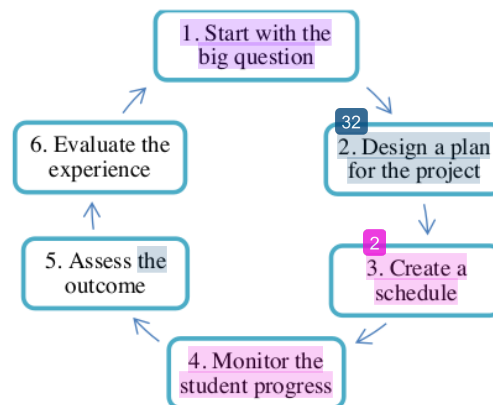 1. Start with the
big question
32
2. Design a plan
for the project
2
3. Create a
schedule
4. Monitor the
student progress
5. Assess the
outcome
6. Evaluate the
experience